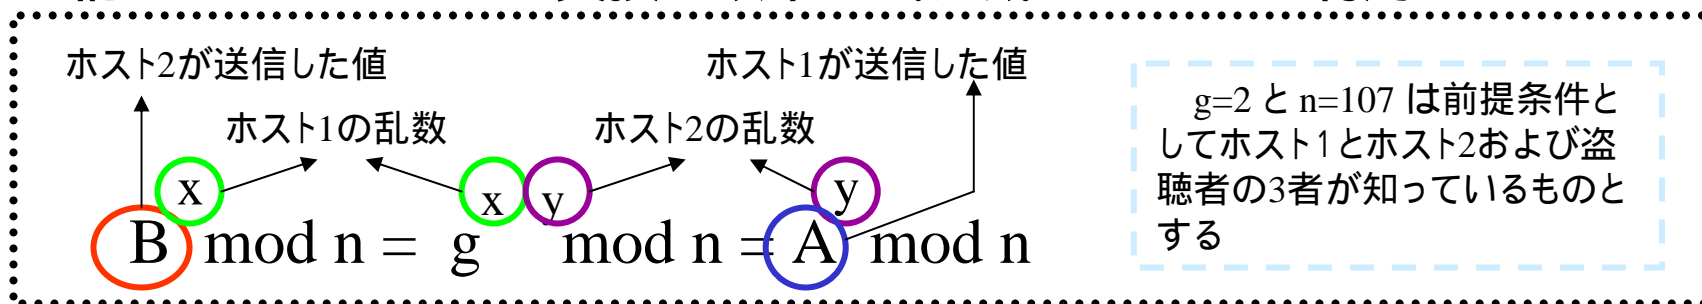 ホスト2が送信した値
ホスト1が送信した値
ホスト1の乱数
ホスト2の乱数
B^x mod n = g^xy mod n = A^y mod n
g=2 と n=107 は前提条件と
してホスト1とホスト2および盗
聴者の3者が知っているものと
する